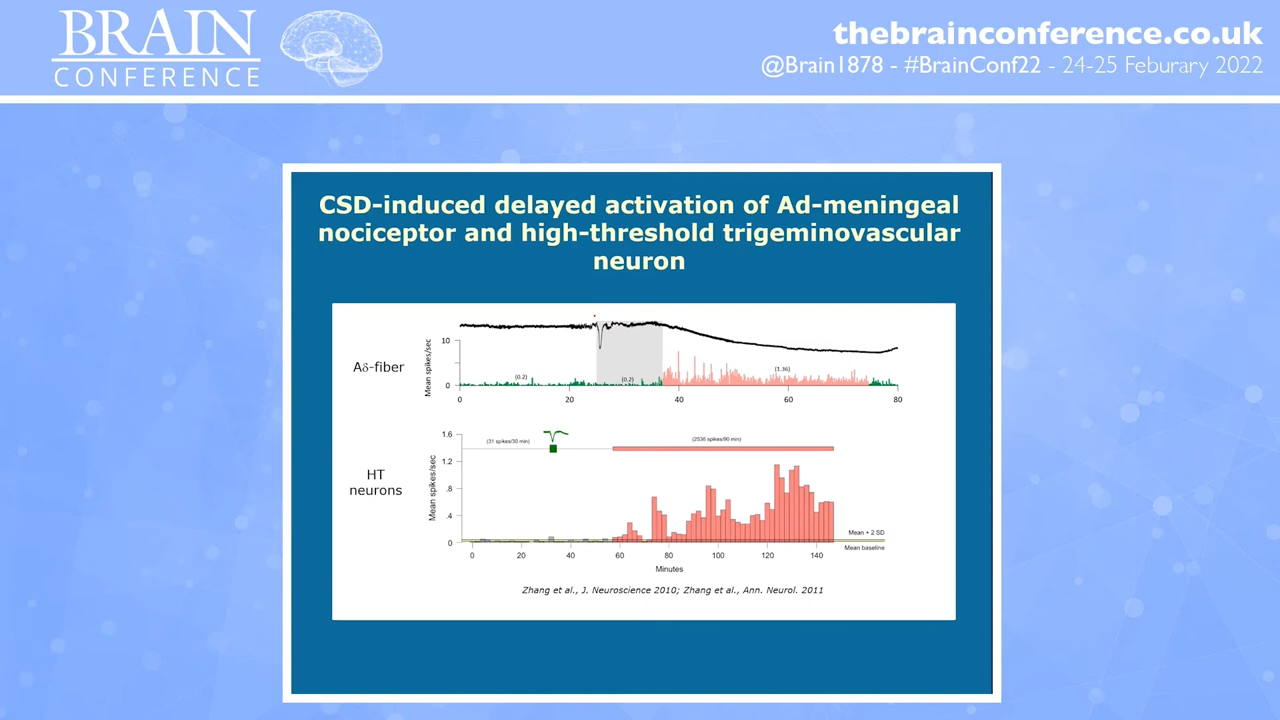 BRAIN
CONFERENCE
thebrainconference.co.uk
@Brain1878 - #BrainConf22 - 24-25 Feburary 2022
CSD-induced delayed activation of Ad-meningeal
nociceptor and high-threshold trigeminovascular
neuron
Aδ-fiber
Mean spikes/sec
10
0
(0.2)
(0.2)
(1.36)
0 20 40 60 80
HT
neurons
Mean spikes/sec
1.6
1.2
.8
.4
0
(31 spikes/30 min)
(2536 spikes/90 min)
Mean + 2 SD
Mean baseline
0 20 40 60 80 100 120 140
Minutes
Zhang et al., J. Neuroscience 2010; Zhang et al., Ann. Neurol. 2011